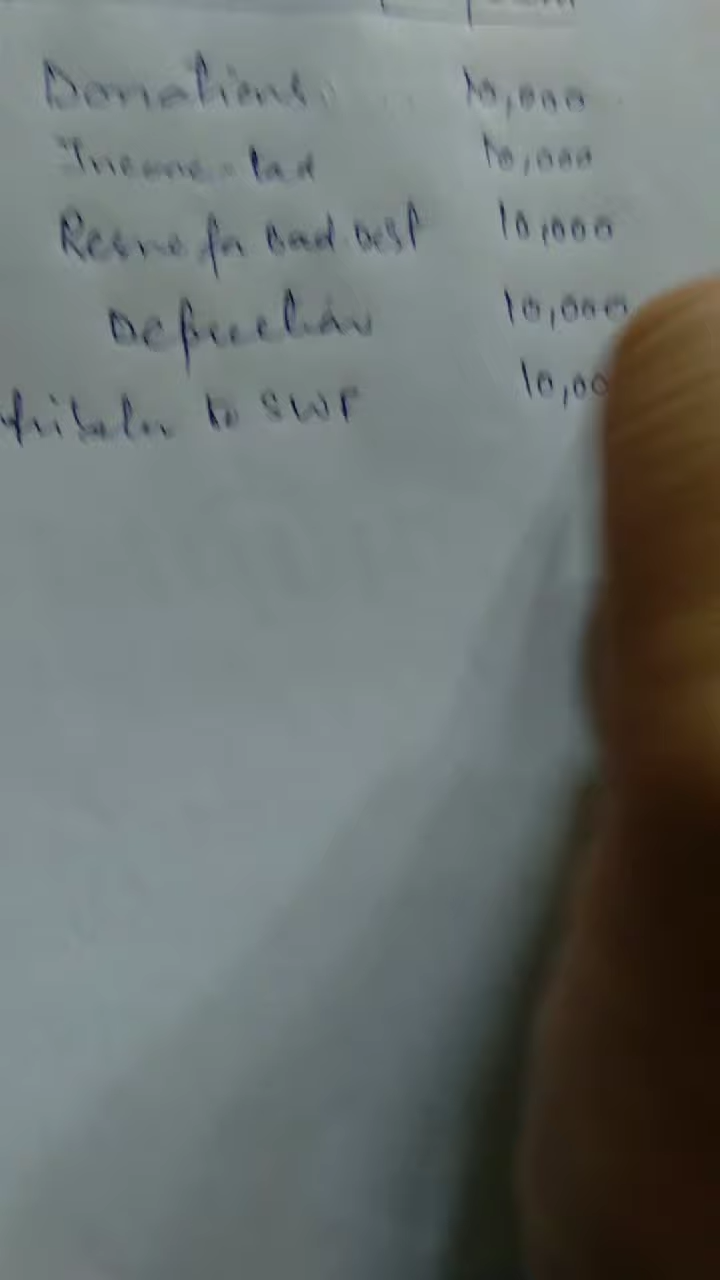 Donations 10,000
Income-tax 10,000
Reserve for Bad Debt 10,000
Depreciation 10,000
to SWF 10,00